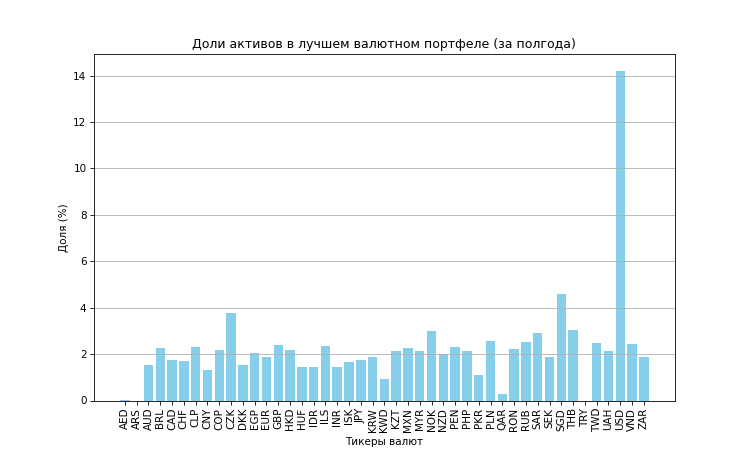 Доли активов в лучшем валютном портфеле (за полгода)
Доля (%)
14
12
10
8
6
4
2
0
AED ARS AUD BRL CAD CHF CLP CNY COP CZK DKK EGP EUR GBP HKD HUF IDR ILS INR ISK JPY KRW KWD KZT MXN MYR NOK NZD PEN PHP PKR PLN QAR RON RUB SAR SEK SGD THB TRY TWD UAH USD VND ZAR
Тикеры валют